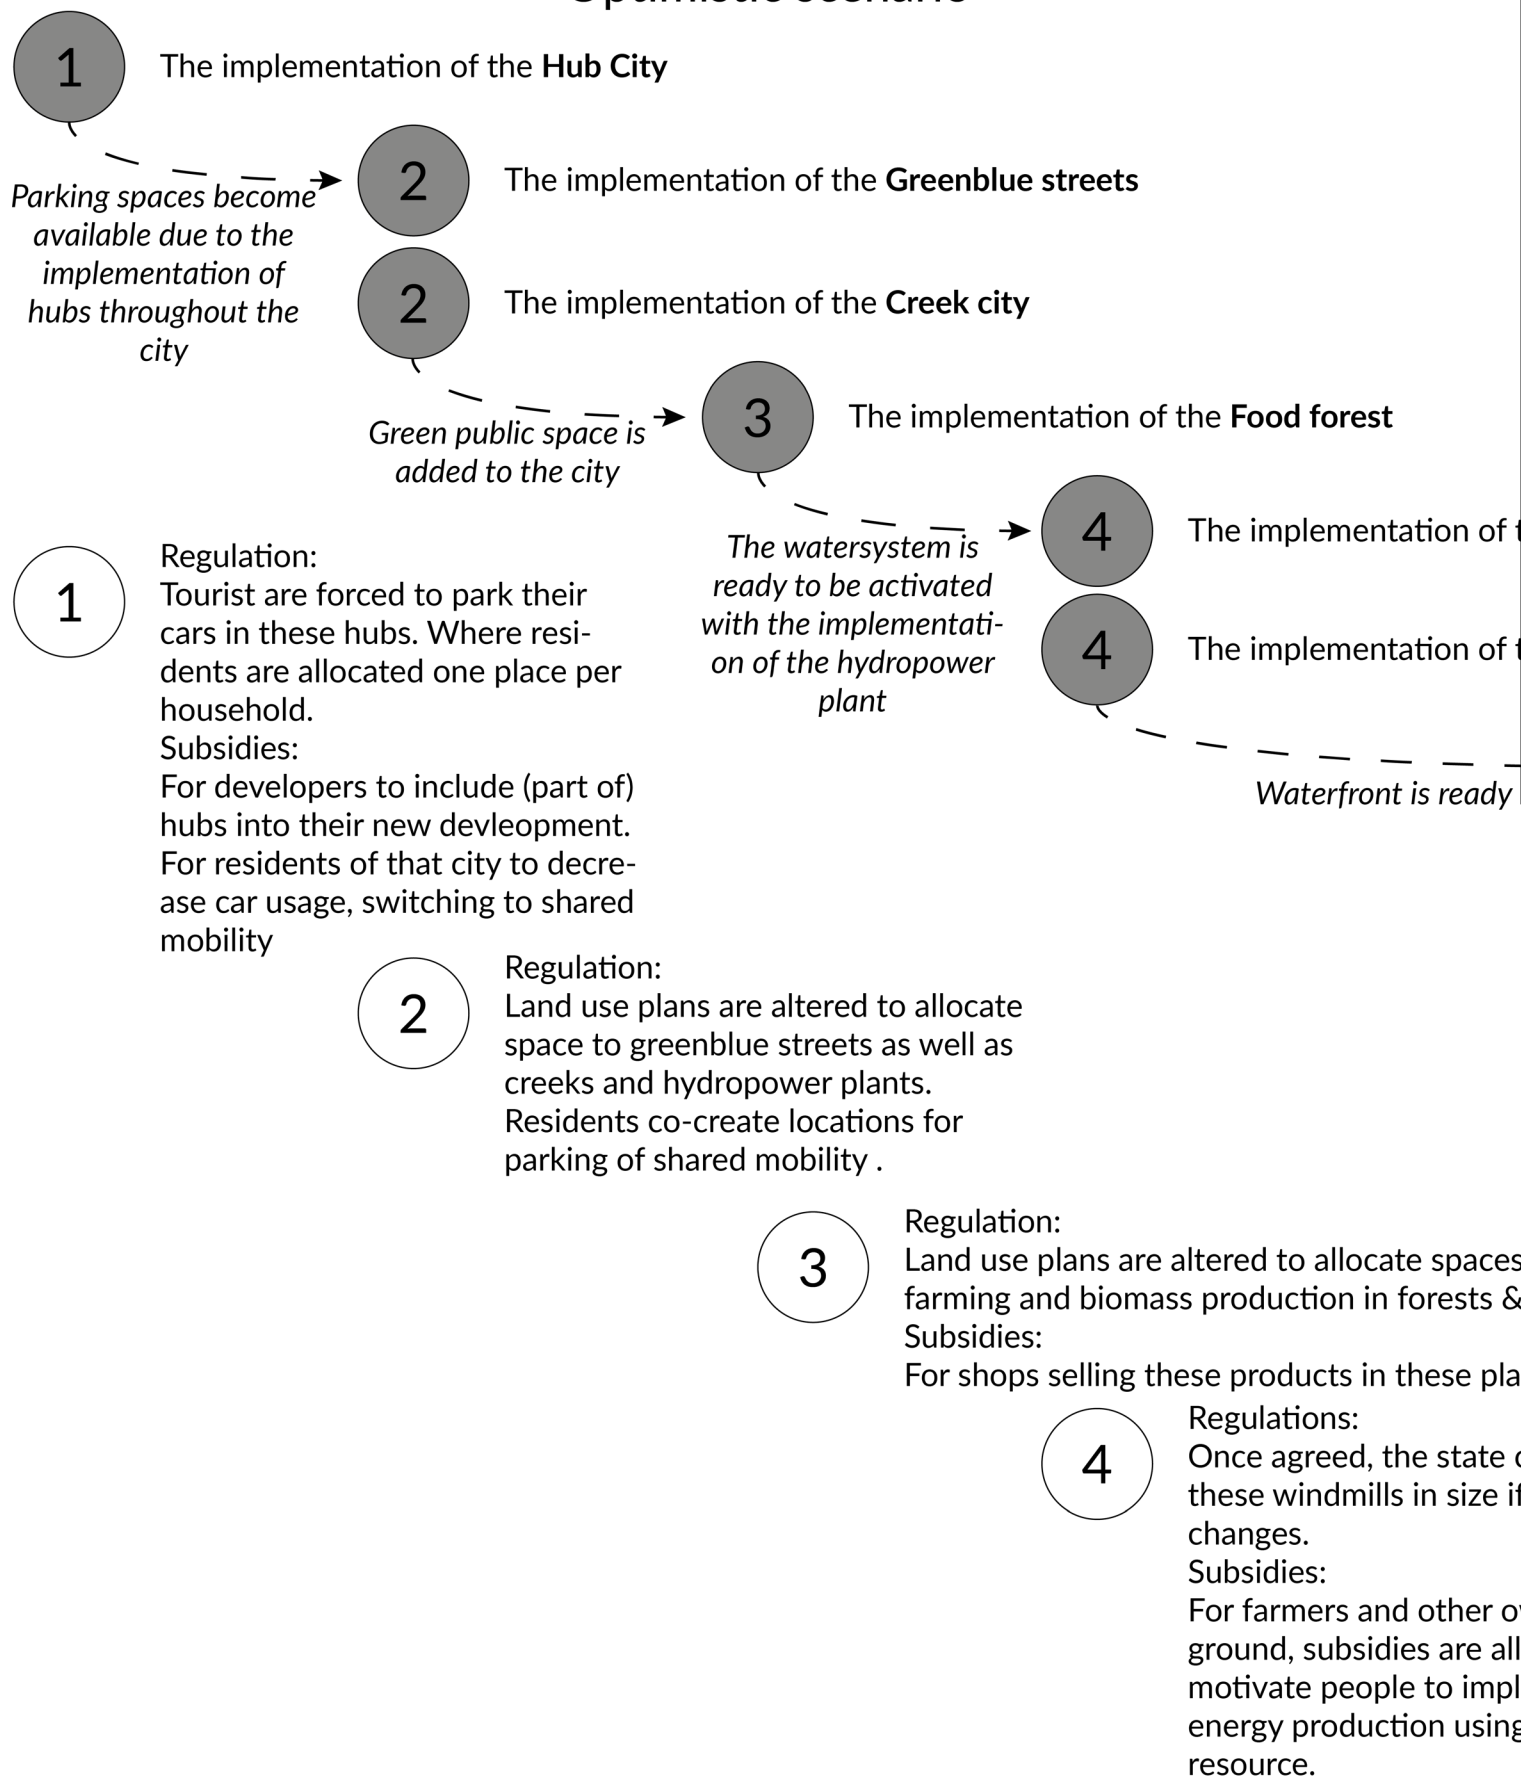 Optimistic scenario
1
The implementation of the Hub City
Parking spaces become
available due to the
implementation of
hubs throughout the
city
2
The implementation of the Greenblue streets
2
The implementation of the Creek city
Green public space is
added to the city
3
The implementation of the Food forest
The watersystem is
ready to be activated
with the implementati-
on of the hydropower
plant
4
The implementation of
4
The implementation of
Waterfront is ready
1
Regulation:
Tourist are forced to park their
cars in these hubs. Where resi-
dents are allocated one place per
household.
Subsidies:
For developers to include (part of)
hubs into their new devleopment.
For residents of that city to decre-
ase car usage, switching to shared
mobility
2
Regulation:
Land use plans are altered to allocate
space to greenblue streets as well as
creeks and hydropower plants.
Residents co-create locations for
parking of shared mobility .
3
Regulation:
Land use plans are altered to allocate spaces
farming and biomass production in forests &
Subsidies:
For shops selling these products in these
4
Regulations:
Once agreed, the state
these windmills in size if
changes.
Subsidies:
For farmers and other
ground, subsidies are
motivate people to
energy production using
resource.